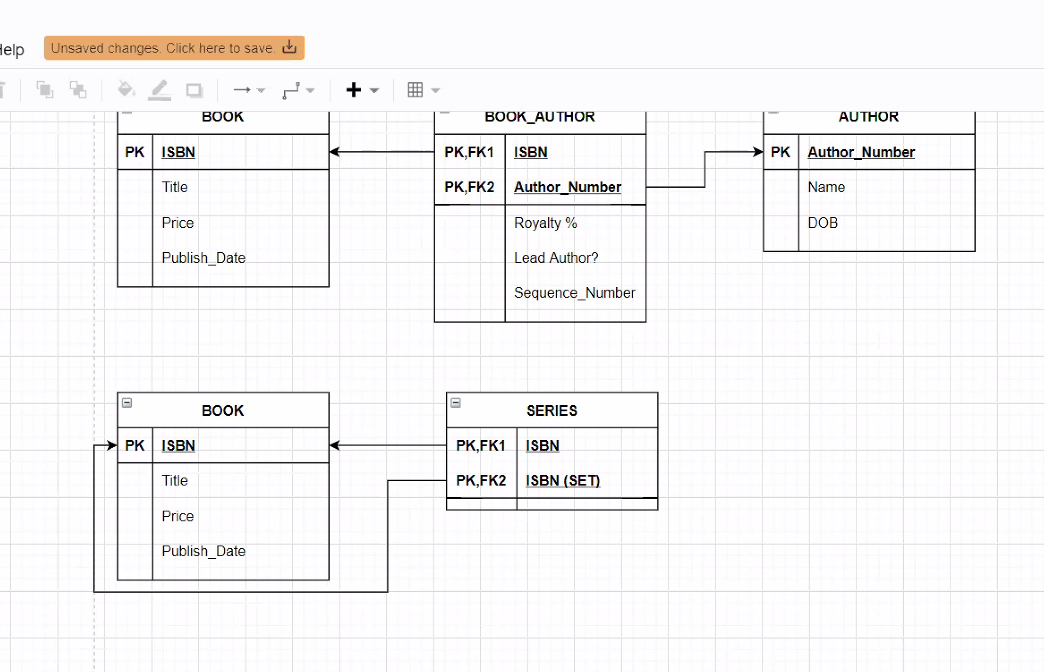 Help
Unsaved changes. Click here to save.
BOOK
PK ISBN
Title
Price
Publish_Date
BOOK_AUTHOR
PK,FK1 ISBN
PK,FK2 Author_Number
Royalty %
Lead Author?
Sequence_Number
AUTHOR
PK Author_Number
Name
DOB
BOOK
PK ISBN
Title
Price
Publish_Date
SERIES
PK,FK1 ISBN
PK,FK2 ISBN (SET)